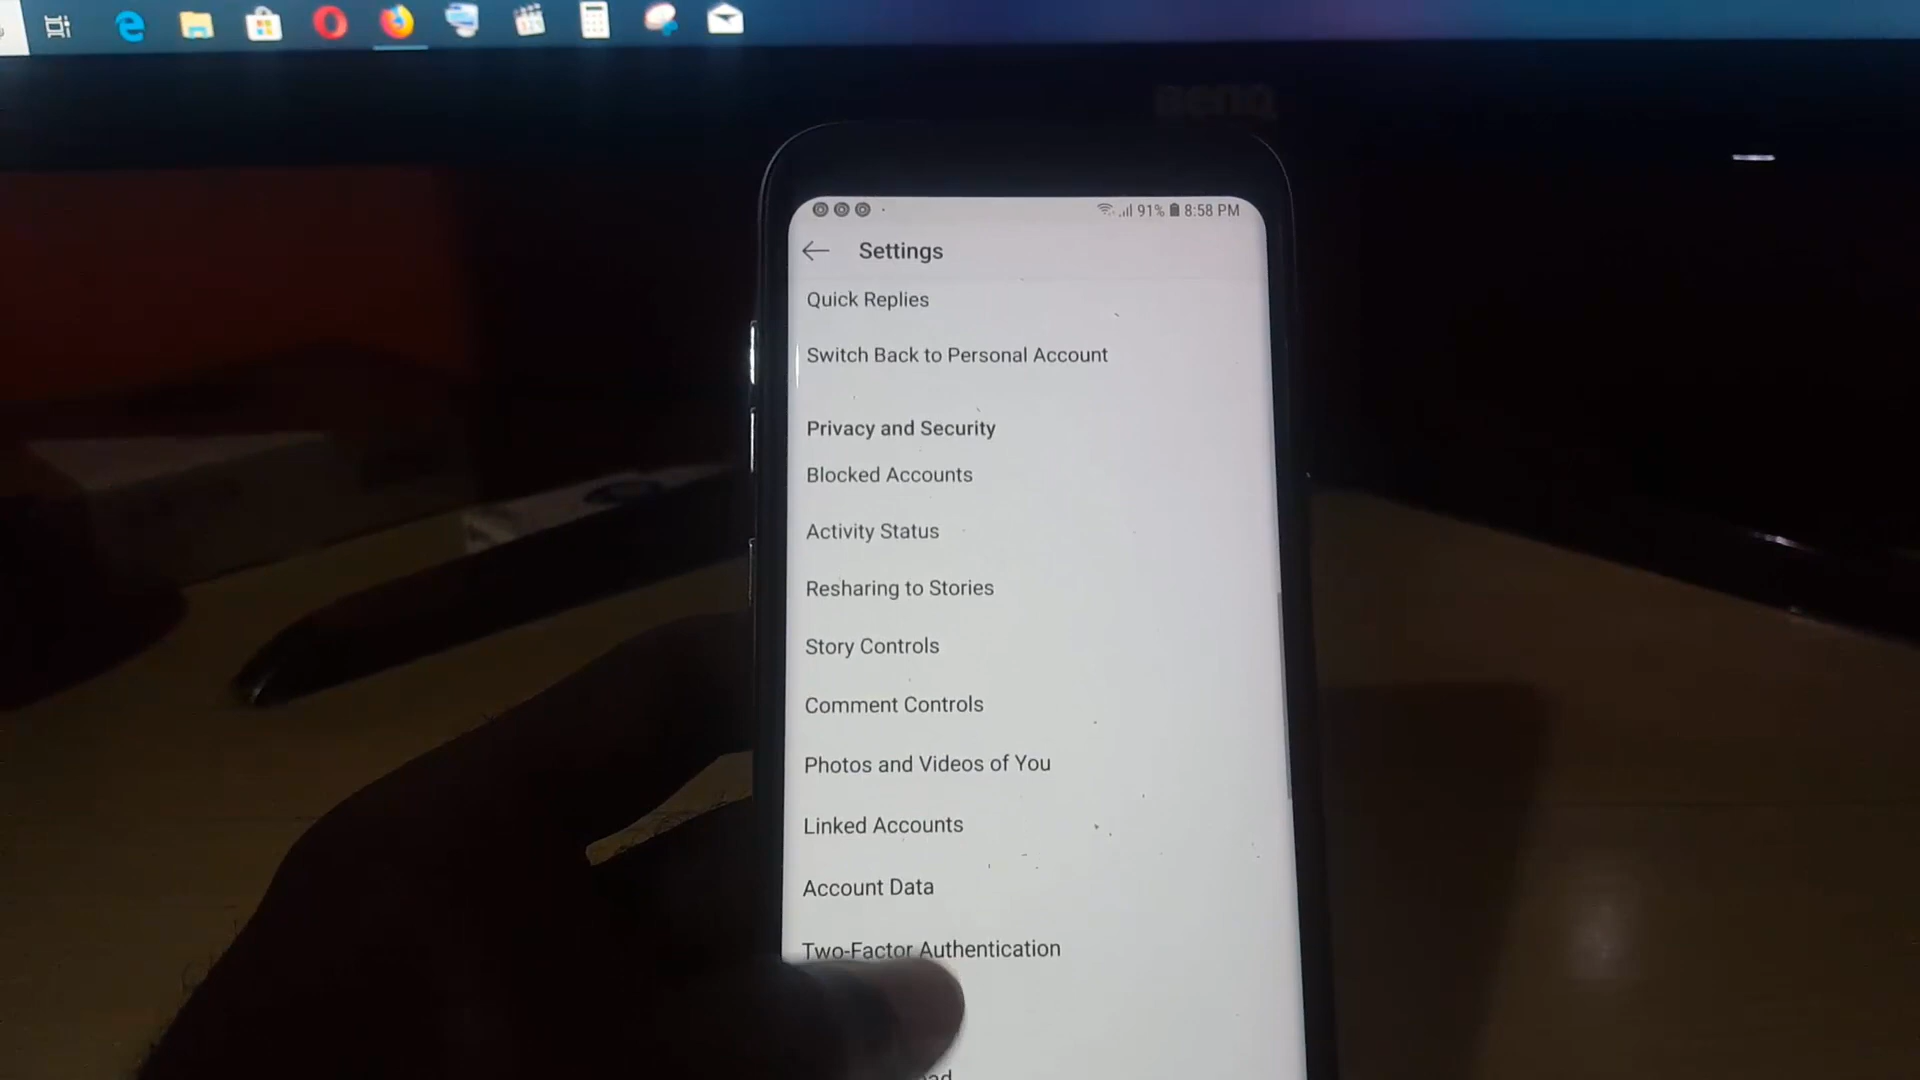 BenQ
91% 8:58 PM
Settings
Quick Replies
Switch Back to Personal Account
Privacy and Security
Blocked Accounts
Activity Status
Resharing to Stories
Story Controls
Comment Controls
Photos and Videos of You
Linked Accounts
Account Data
Two-Factor Authentication